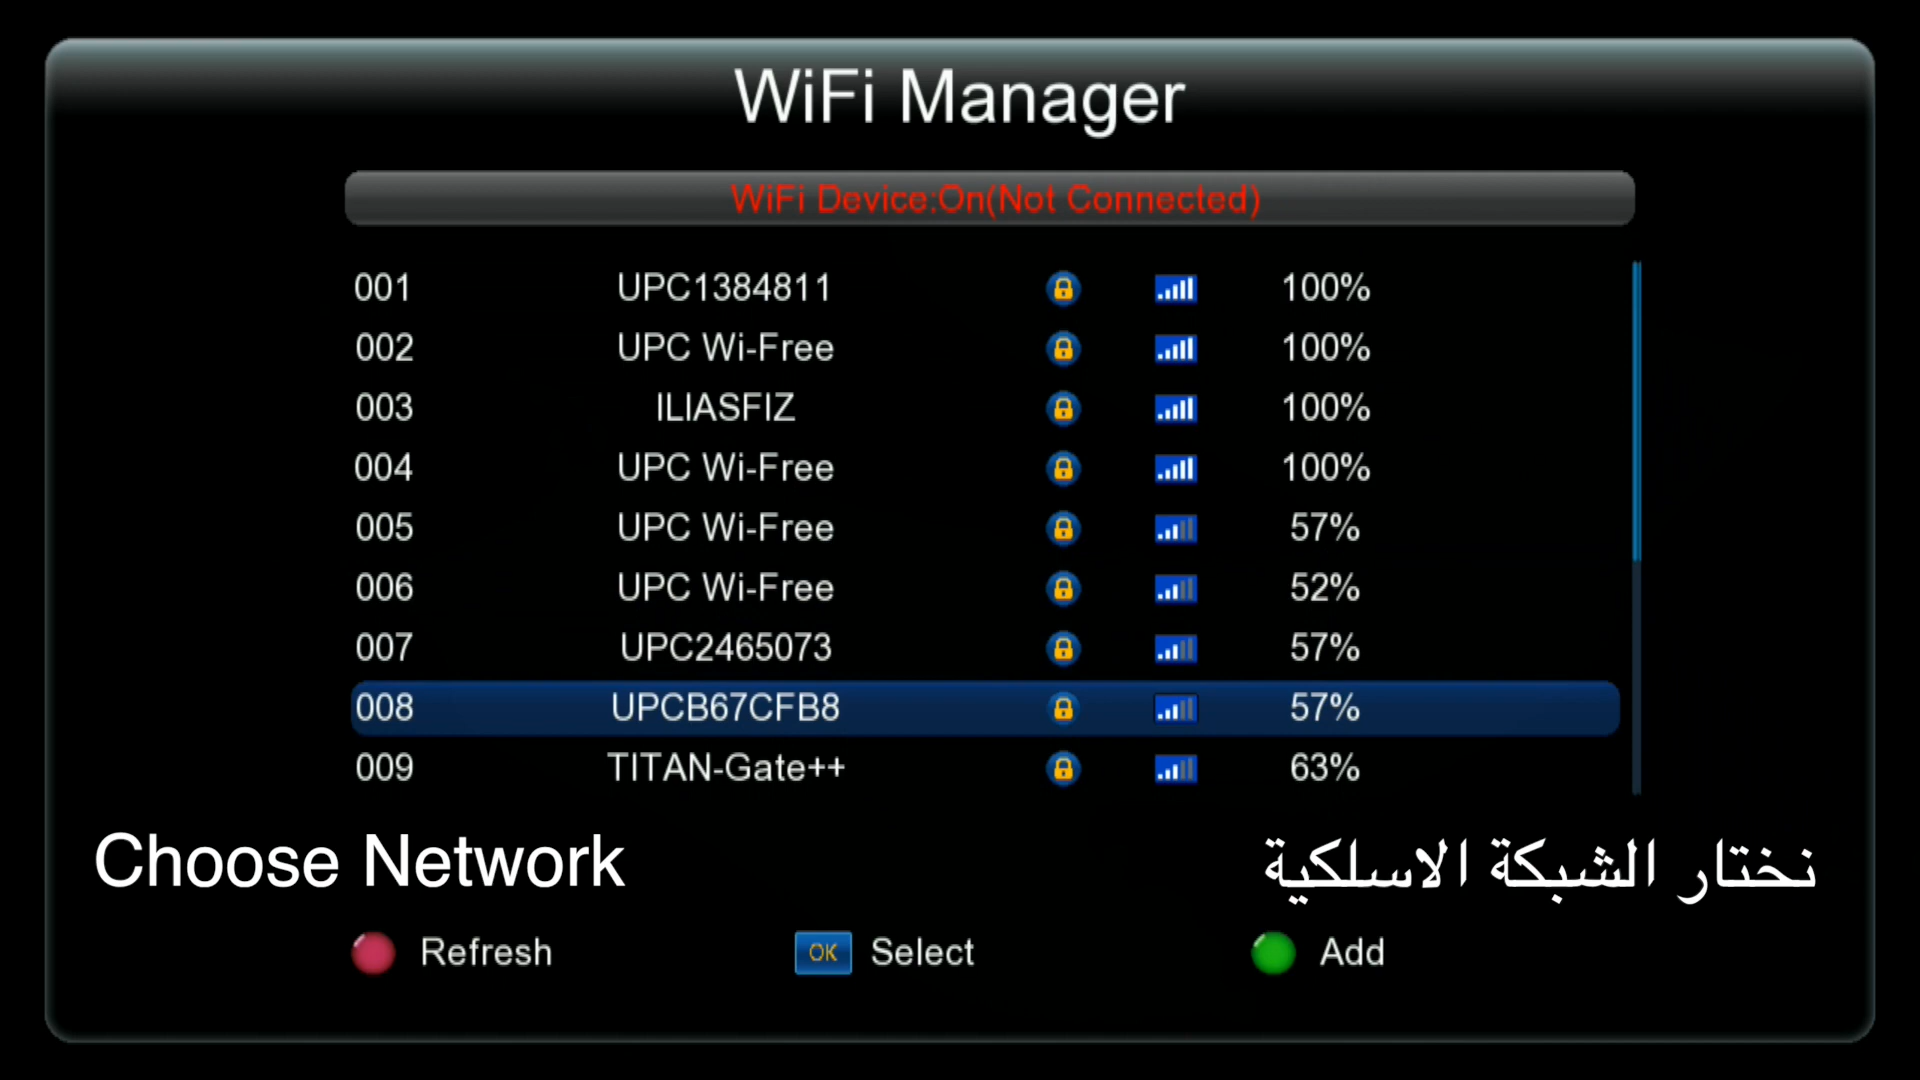 WiFi Manager
WiFi Device:On(Not Connected)
001 UPC1384811 100%
002 UPC Wi-Free 100%
003 ILIASFIZ 100%
004 UPC Wi-Free 100%
005 UPC Wi-Free 57%
006 UPC Wi-Free 52%
007 UPC2465073 57%
008 UPCB67CFB8 57%
009 TITAN-Gate++ 63%
Choose Network نختار الشبكة الاسلكية
Refresh OK Select Add